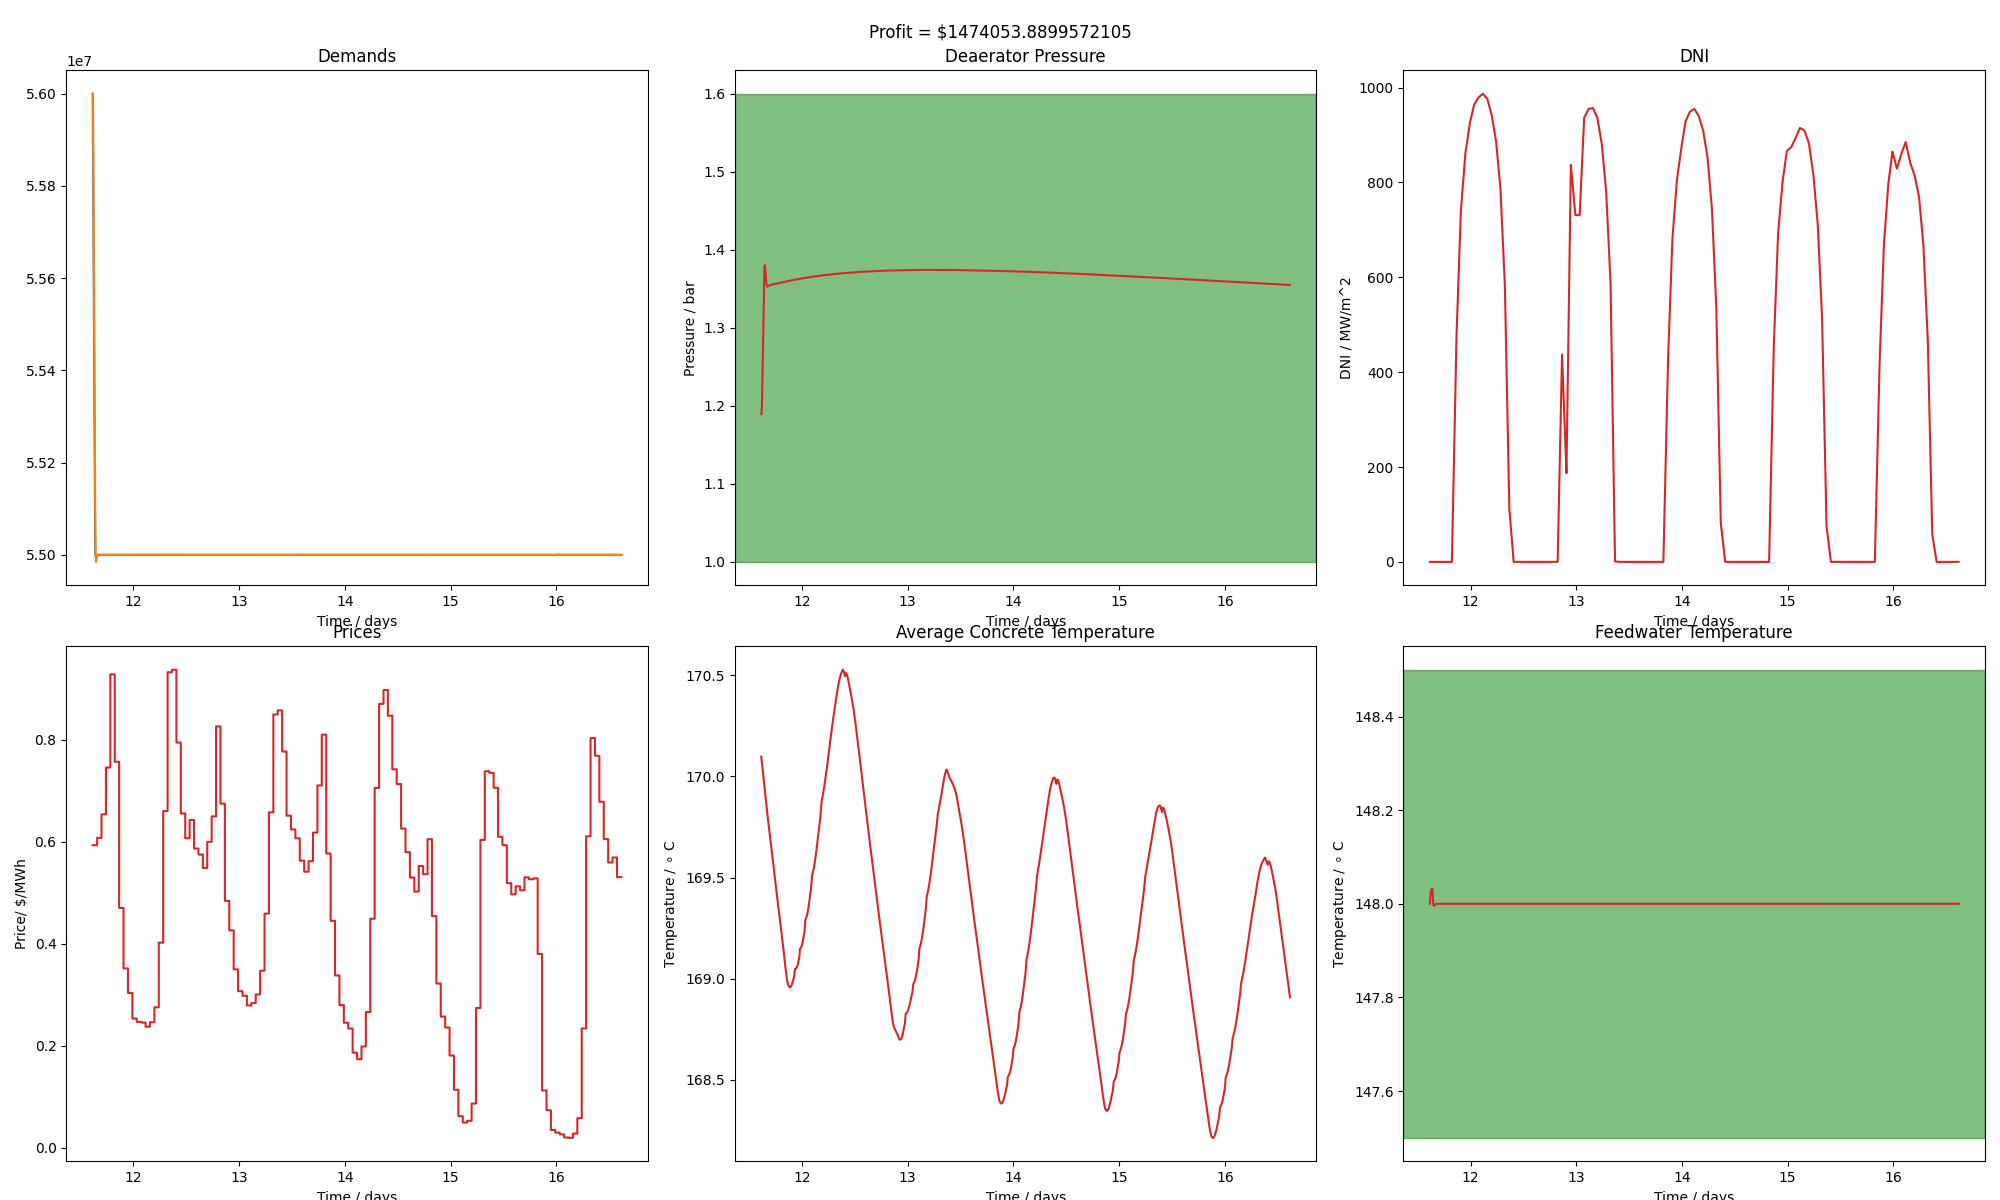 Profit = $1474053.8899572105
Demands
1e7
5.60
5.58
5.56
5.54
5.52
5.50
12 13 14 15 16
Time / days
Deaerator Pressure
Pressure / bar
1.6
1.5
1.4
1.3
1.2
1.1
1.0
12 13 14 15 16
Time / days
DNI
DNI / MW/m^2
1000
800
600
400
200
0
12 13 14 15 16
Time / days
Prices
Price/ $/MWh
0.8
0.6
0.4
0.2
0.0
12 13 14 15 16
Time / days
Average Concrete Temperature
Temperature / ∘ C
170.5
170.0
169.5
169.0
168.5
12 13 14 15 16
Time / days
Feedwater Temperature
Temperature / ∘ C
148.4
148.2
148.0
147.8
147.6
12 13 14 15 16
Time / days